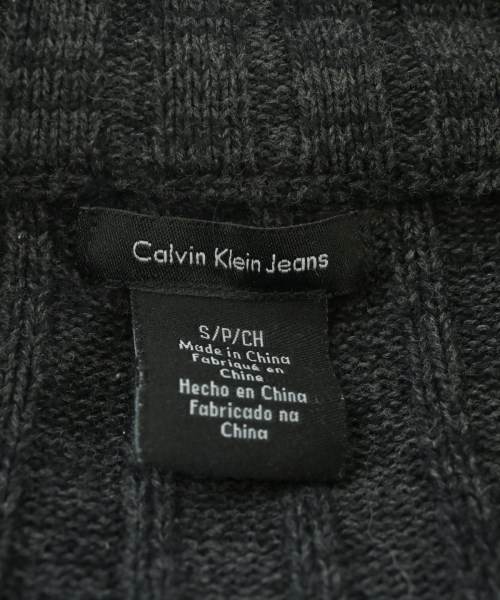 Calvin Klein Jeans
S/P/CH
Made in China
Fabriqué en
Chine
Hecho en China
Fabricado na
China